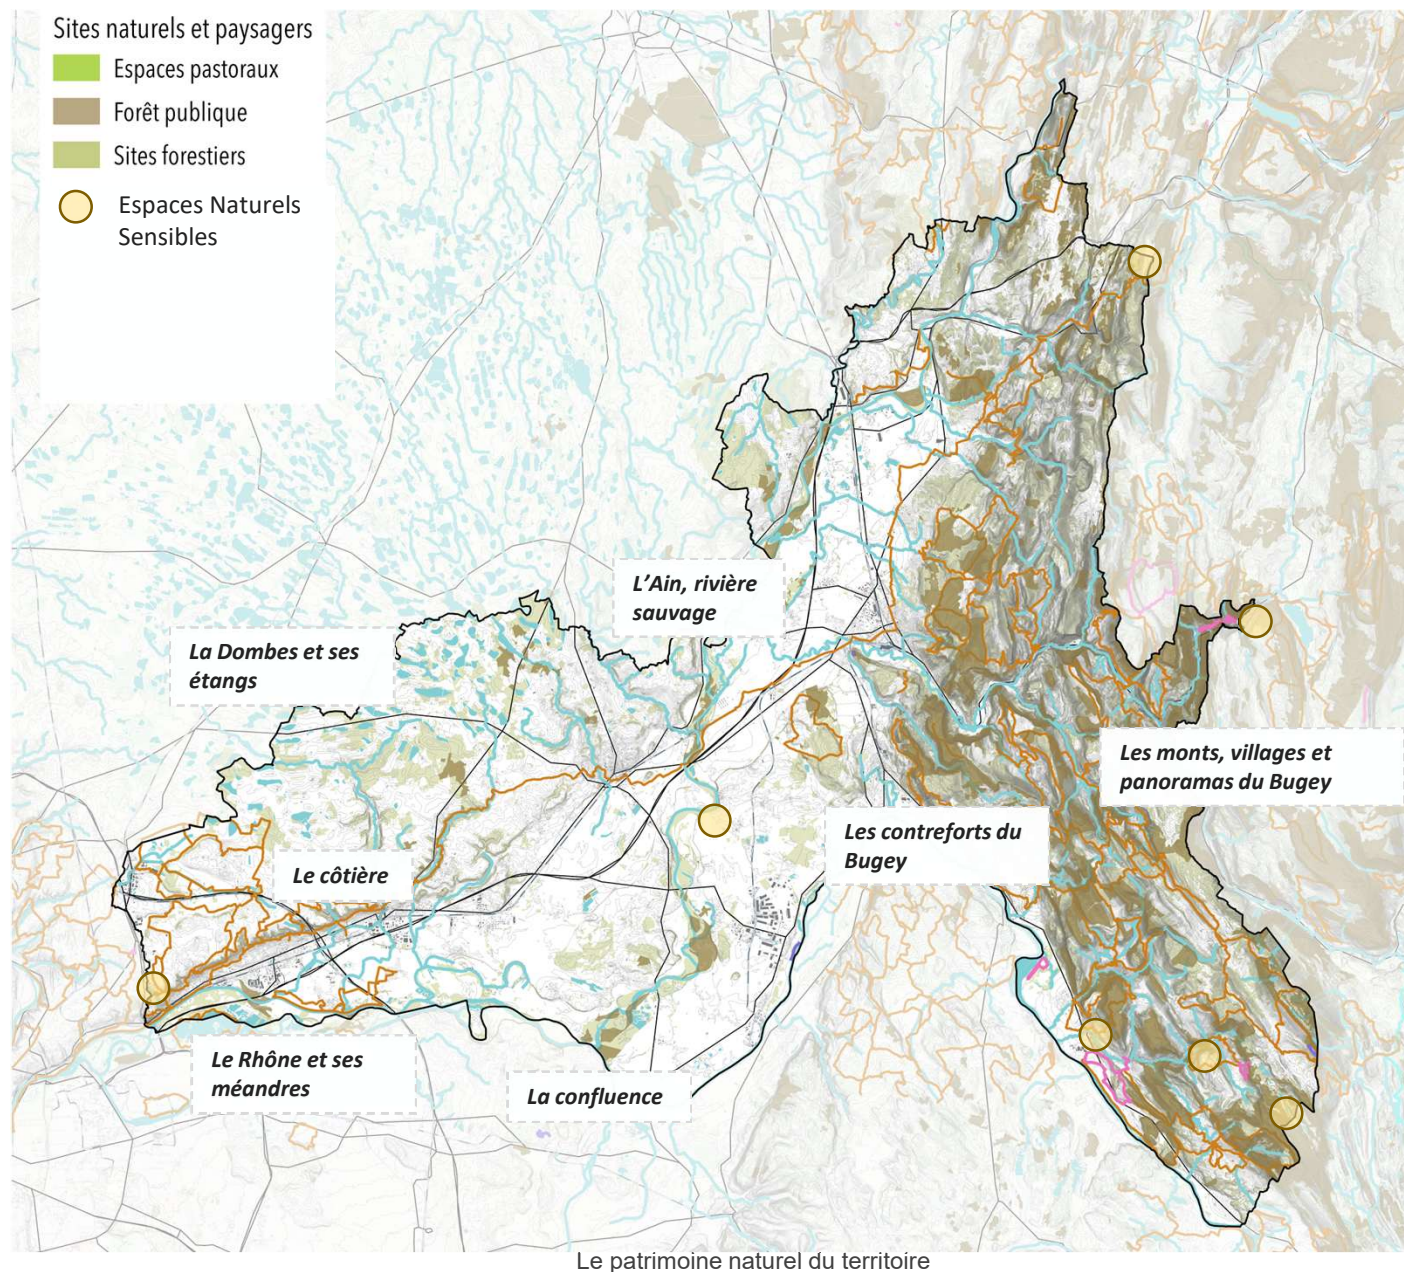 Sites naturels et paysagers
Espaces pastoraux
Forêt publique
Sites forestiers
Espaces Naturels
Sensibles
L'Ain, rivière
sauvage
La Dombes et ses
étangs
Les monts, villages et
panoramas du Bugey
Les contreforts du
Bugey
Le côtière
Le Rhône et ses
méandres
La confluence
Le patrimoine naturel du territoire